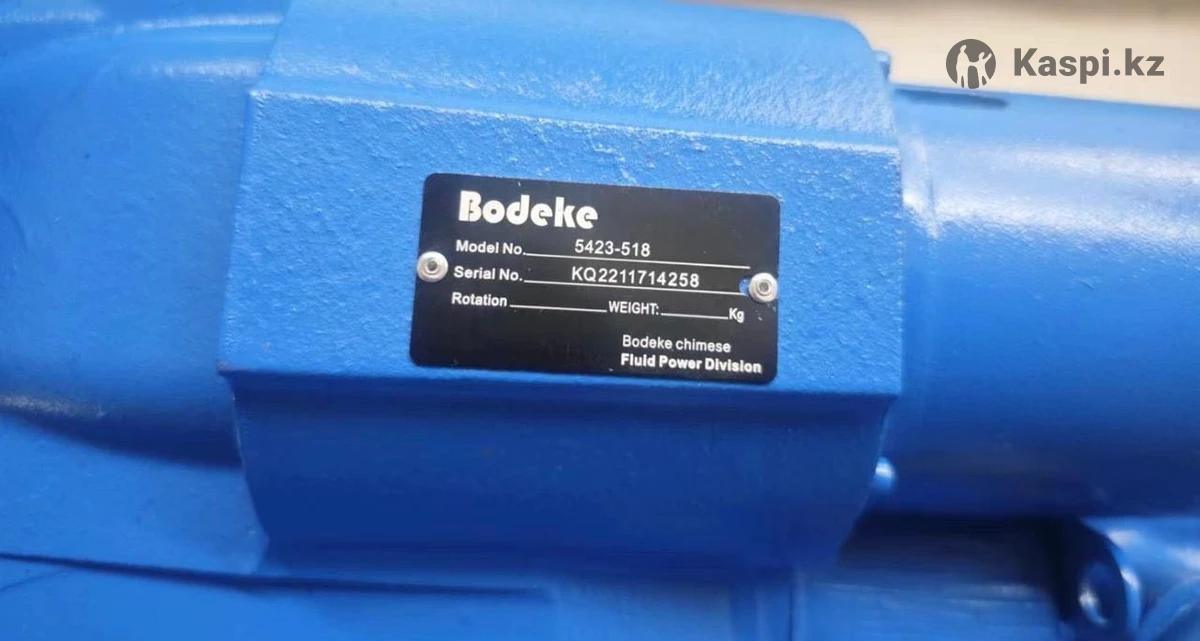 Kaspi.kz
Bodeke
Model No. 5423-518
Serial No. KQ2211714258
Rotation WEIGHT: Kg
Bodeke chimese
Fluid Power Division